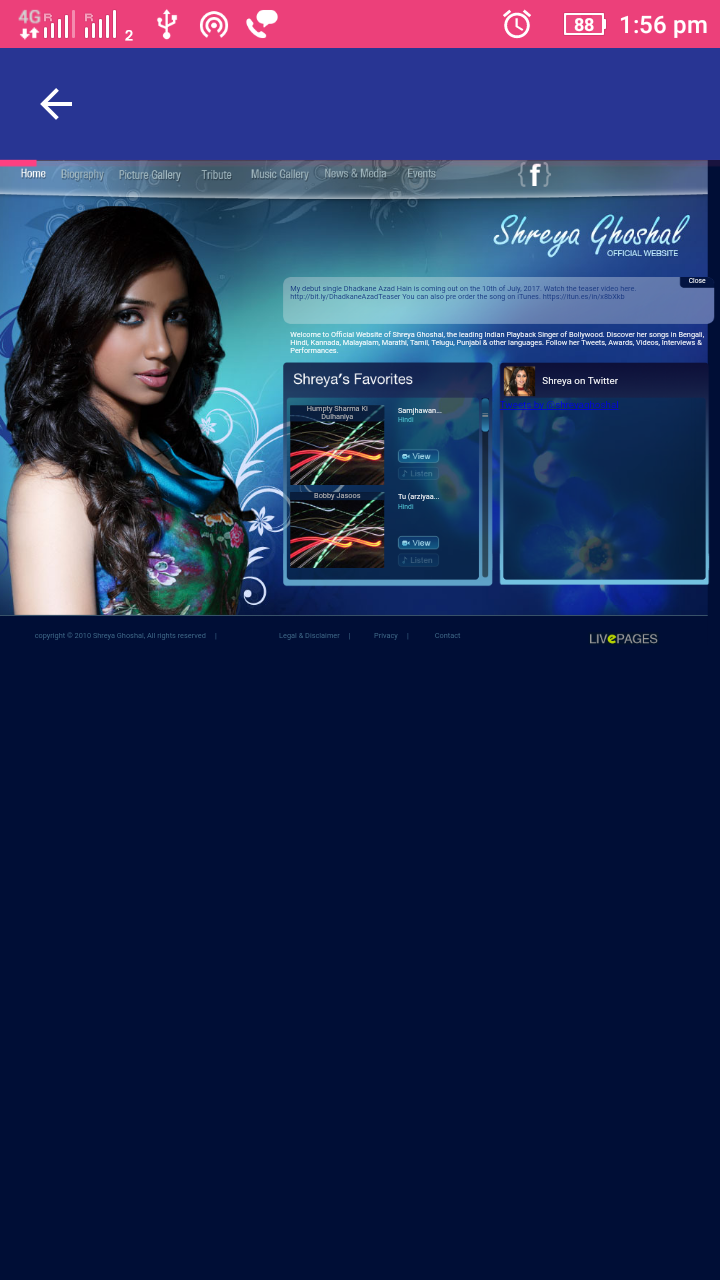 4G R R 2 88 1:56 pm
Home Biography Picture Gallery Tribute Music Gallery News & Media Events {f}
Shreya Ghoshal
OFFICIAL WEBSITE
Close
My debut single Dhadkane Azad Hain is coming out on the 10th of July, 2017. Watch the teaser video here.
http://bit.ly/DhadkaneAzadTeaser You can also pre order the song on iTunes. https://itun.es/in/x8bXkb
Welcome to Official Website of Shreya Ghoshal, the leading Indian Playback Singer of Bollywood. Discover her songs in Bengali,
Hindi, Kannada, Malayalam, Marathi, Tamil, Telugu, Punjabi & other languages. Follow her Tweets, Awards, Videos, Interviews &
Performances.
Shreya's Favorites
Humpty Sharma Ki
Dulhaniya
Samjhawan...
Hindi
View
Listen
Bobby Jasoos
Tu (arziyaa...
Hindi
View
Listen
Shreya on Twitter
Tweets by @shreyaghoshal
copyright © 2010 Shreya Ghoshal, All rights reserved | Legal & Disclaimer | Privacy | Contact
LIVePAGES